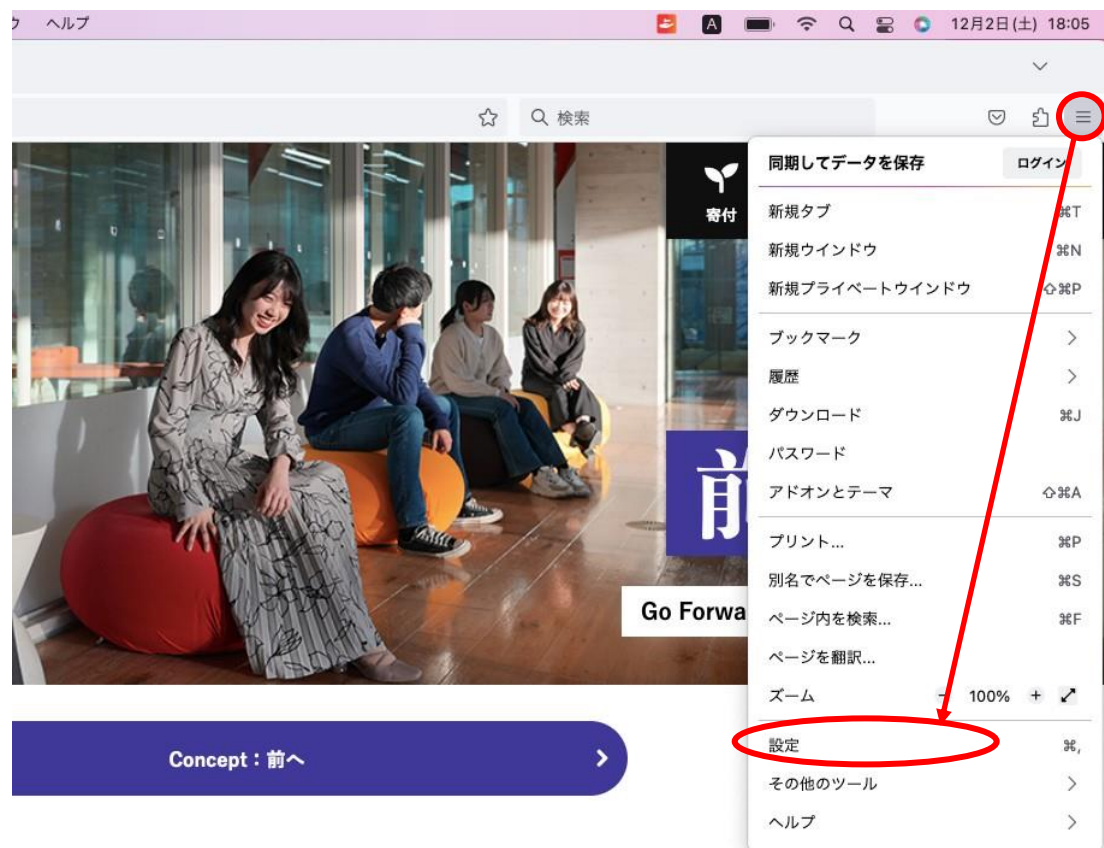 ウ ヘルプ
A 12月2日(土) 18:05
検索
同期してデータを保存 ログイン
寄付
新規タブ ⌘T
新規ウインドウ ⌘N
新規プライベートウインドウ ⇧⌘P
ブックマーク
履歴
ダウンロード ⌘J
パスワード
アドオンとテーマ ⇧⌘A
前
プリント... ⌘P
別名でページを保存... ⌘S
Go Forwa
ページ内を検索... ⌘F
ページを翻訳...
ズーム − 100% +
Concept：前へ
設定 ⌘,
その他のツール
ヘルプ